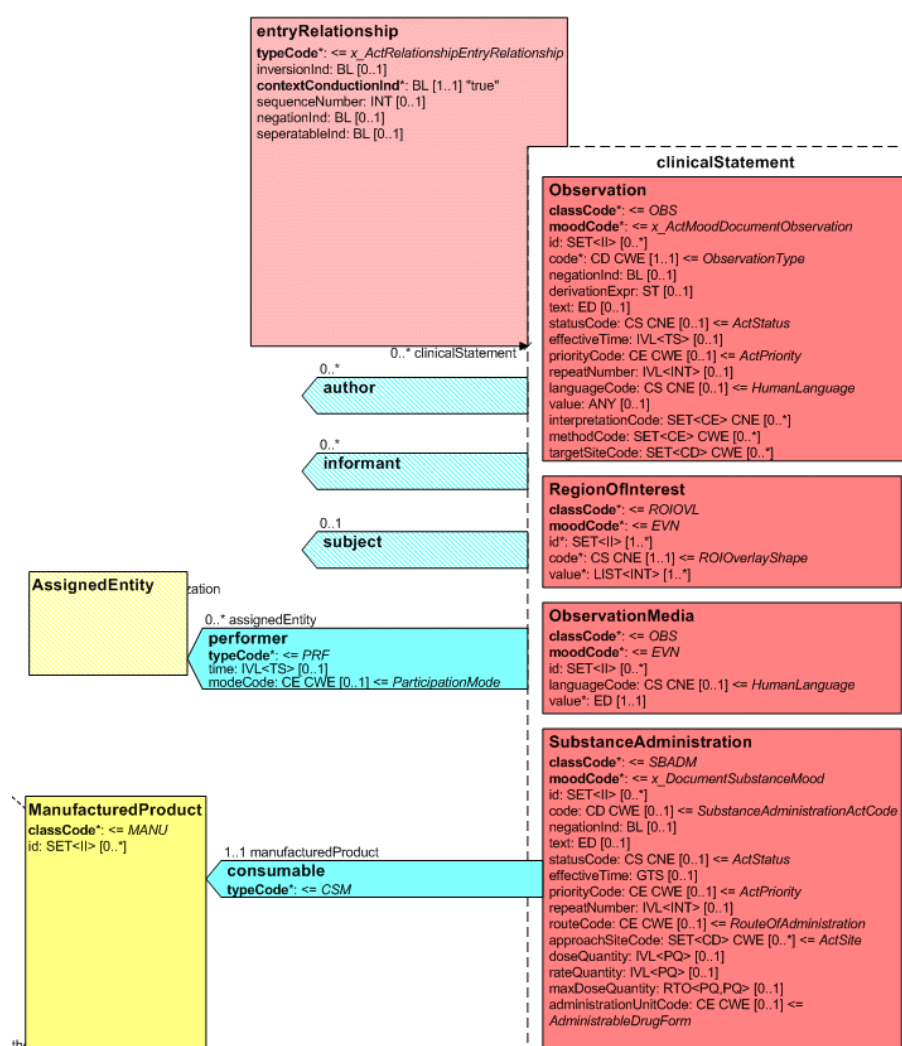 entryRelationship
typeCode*: <= x_ActRelationshipEntryRelationship
inversionInd: BL [0..1]
contextConductionInd*: BL [1..1] "true"
sequenceNumber: INT [0..1]
negationInd: BL [0..1]
seperatableInd: BL [0..1]
0..* clinicalStatement
clinicalStatement
Observation
classCode*: <= OBS
moodCode*: <= x_ActMoodDocumentObservation
id: SET<II> [0..*]
code*: CD CWE [1..1] <= ObservationType
negationInd: BL [0..1]
derivationExpr: ST [0..1]
text: ED [0..1]
statusCode: CS CNE [0..1] <= ActStatus
effectiveTime: IVL<TS> [0..1]
priorityCode: CE CWE [0..1] <= ActPriority
repeatNumber: IVL<INT> [0..1]
languageCode: CS CNE [0..1] <= HumanLanguage
value: ANY [0..1]
interpretationCode: SET<CE> CNE [0..*]
methodCode: SET<CE> CWE [0..*]
targetSiteCode: SET<CD> CWE [0..*]
0..*
author
0..*
informant
0..1
subject
RegionOfInterest
classCode*: <= ROIOVL
moodCode*: <= EVN
id*: SET<II> [1..*]
code*: CS CNE [1..1] <= ROIOverlayShape
value*: LIST<INT> [1..*]
AssignedEntity
zation
0..* assignedEntity
performer
typeCode*: <= PRF
time: IVL<TS> [0..1]
modeCode: CE CWE [0..1] <= ParticipationMode
ObservationMedia
classCode*: <= OBS
moodCode*: <= EVN
id: SET<II> [0..*]
languageCode: CS CNE [0..1] <= HumanLanguage
value*: ED [1..1]
SubstanceAdministration
classCode*: <= SBADM
moodCode*: <= x_DocumentSubstanceMood
id: SET<II> [0..*]
code: CD CWE [0..1] <= SubstanceAdministrationActCode
negationInd: BL [0..1]
text: ED [0..1]
statusCode: CS CNE [0..1] <= ActStatus
effectiveTime: GTS [0..1]
priorityCode: CE CWE [0..1] <= ActPriority
repeatNumber: IVL<INT> [0..1]
routeCode: CE CWE [0..1] <= RouteOfAdministration
approachSiteCode: SET<CD> CWE [0..*] <= ActSite
doseQuantity: IVL<PQ> [0..1]
rateQuantity: IVL<PQ> [0..1]
maxDoseQuantity: RTO<PQ,PQ> [0..1]
administrationUnitCode: CE CWE [0..1] <=
AdministrableDrugForm
ManufacturedProduct
classCode*: <= MANU
id: SET<II> [0..*]
1..1 manufacturedProduct
consumable
typeCode*: <= CSM